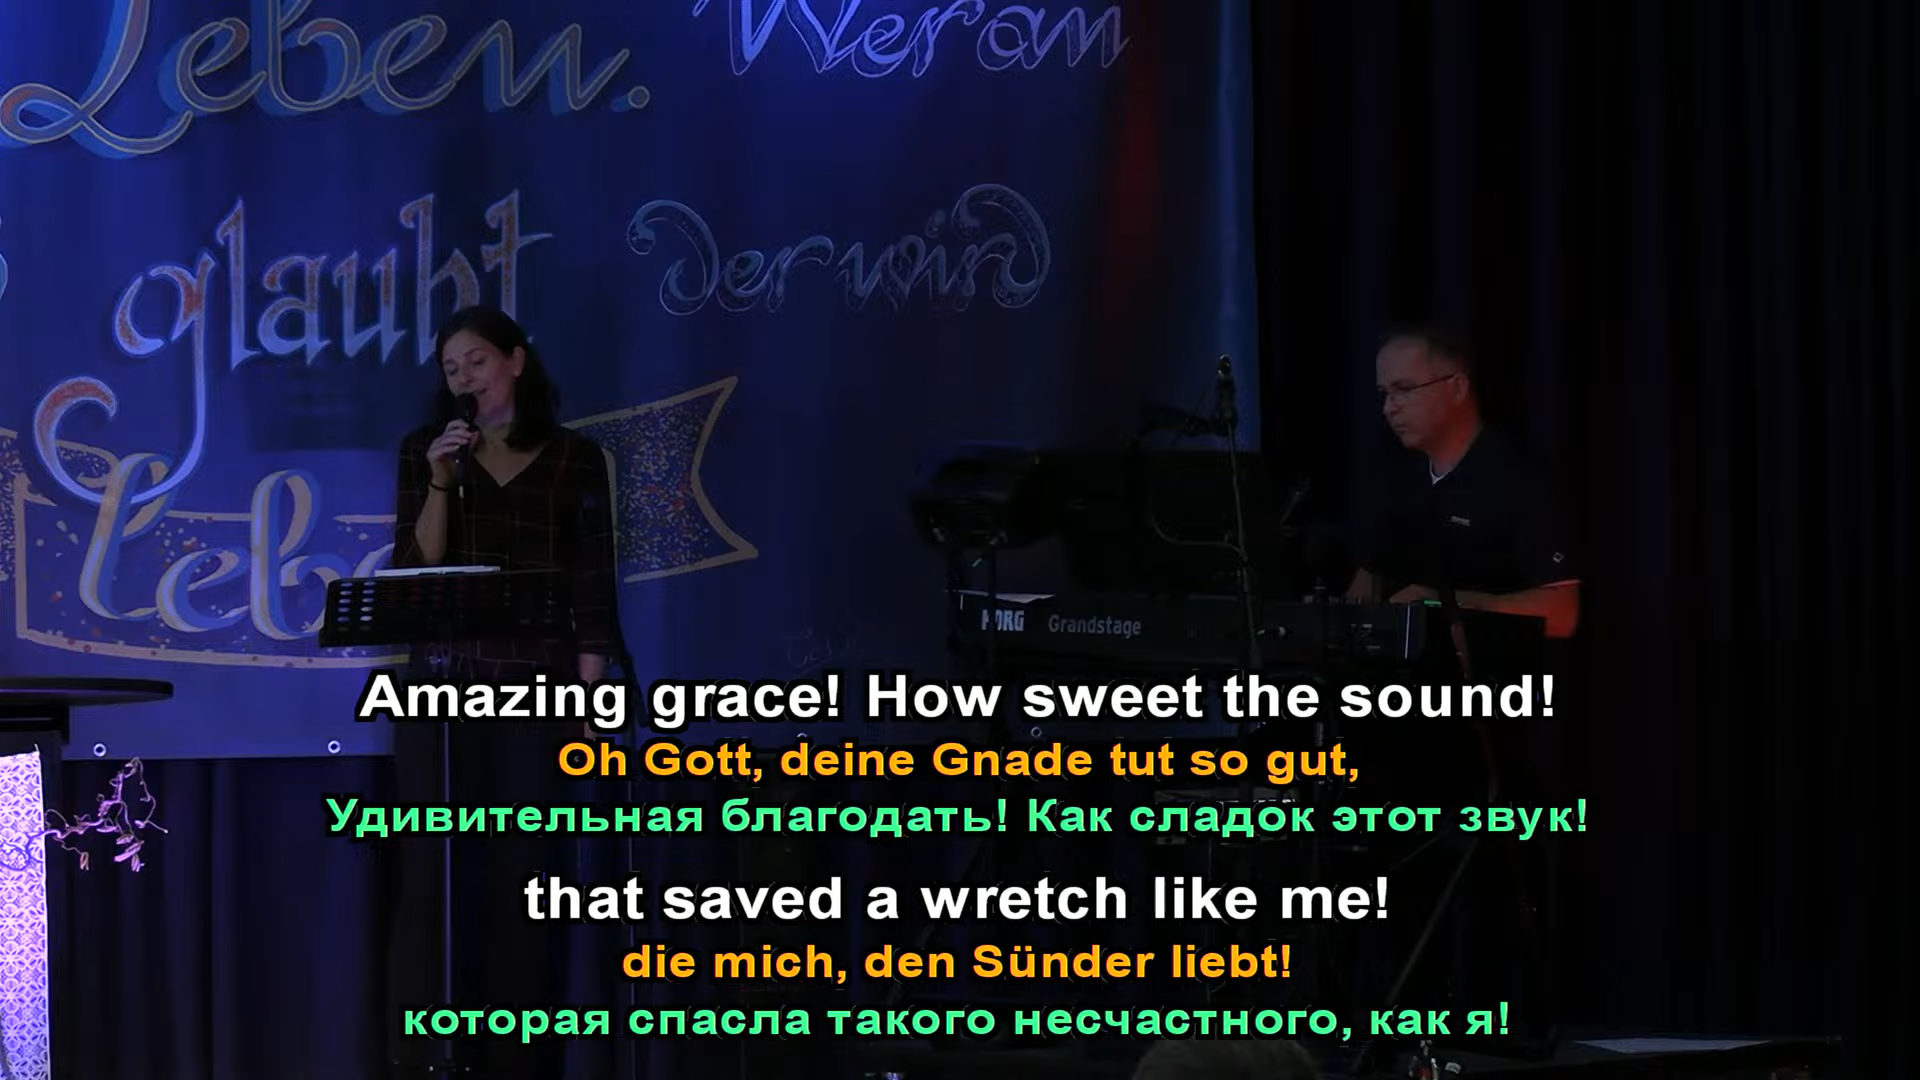 Leben. Wer an
glaubt der wird
leben
KORG Grandstage
Amazing grace! How sweet the sound!
Oh Gott, deine Gnade tut so gut,
Удивительная благодать! Как сладок этот звук!
that saved a wretch like me!
die mich, den Sünder liebt!
которая спасла такого несчастного, как я!